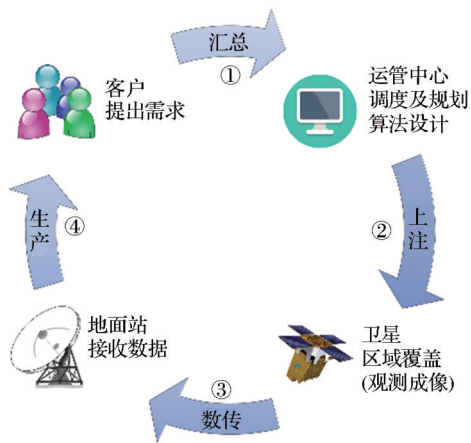 汇总
①
客户
提出需求
运管中心
调度及规划
算法设计
②
上注
卫星
区域覆盖
(观测成像)
③
数传
地面站
接收数据
生产
④